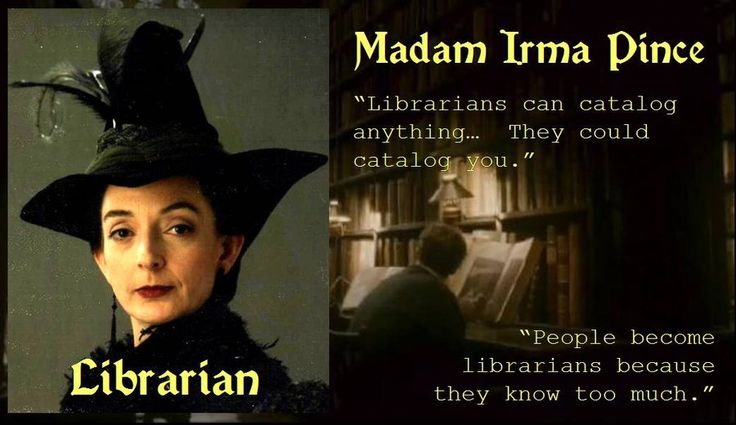 Madam Irma Pince
“Librarians can catalog
anything… They could
catalog you.”
“People become
librarians because
they know too much.”
Librarian